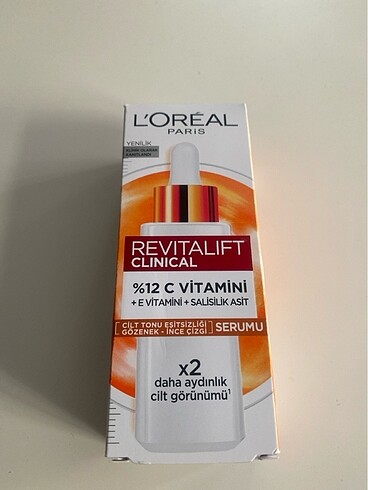 L'ORÉAL
PARIS
YENİLİK
KLİNİK OLARAK
KANITLANDI
REVITALIFT
CLINICAL
%12 C VİTAMİNİ
+ E VİTAMİNİ + SALİSİLİK ASİT
[CİLT TONU EŞİTSİZLİĞİ
GÖZENEK - İNCE ÇİZGİ] SERUMU
x2
daha aydınlık
cilt görünümü¹